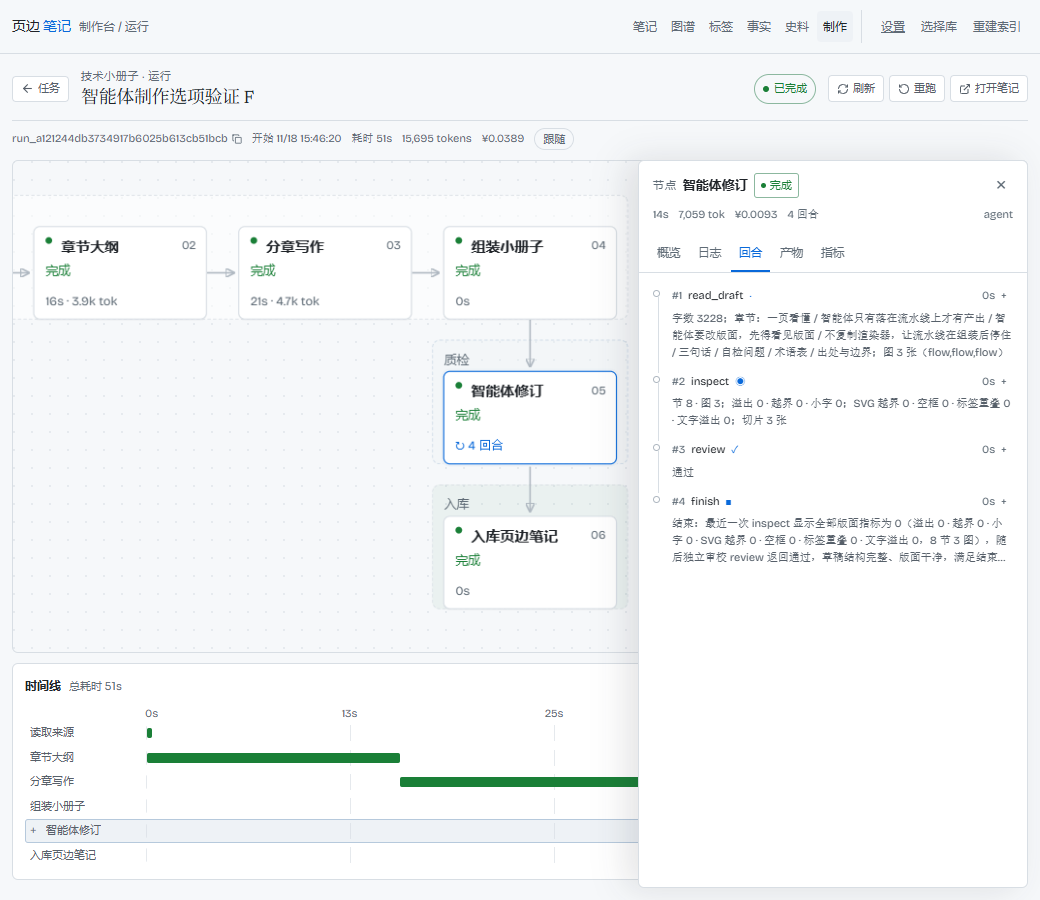 页边 笔记 制作台 / 运行
笔记 图谱 标签 事实 史料 制作 设置 选择库 重建索引
← 任务
技术小册子 · 运行
智能体制作选项验证 F
已完成 刷新 重跑 打开笔记
run_a121244db3734917b6025b613cb51bcb 开始 11/18 15:46:20 耗时 51s 15,695 tokens ¥0.0389 跟随
章节大纲 02
完成
16s · 3.9k tok
分章写作 03
完成
21s · 4.7k tok
组装小册子 04
完成
0s
质检
智能体修订 05
完成
↻ 4 回合
入库
入库页边笔记 06
完成
0s
节点 智能体修订 完成 ×
14s 7,059 tok ¥0.0093 4 回合 agent
概览 日志 回合 产物 指标
#1 read_draft · 0s +
字数 3228；章节：一页看懂 / 智能体只有落在流水线上才有产出 / 智
能体要改版面，先得看见版面 / 不复制渲染器，让流水线在组装后停住
/ 三句话 / 自检问题 / 术语表 / 出处与边界；图 3 张（flow,flow,flow）
#2 inspect 0s +
节 8 · 图 3；溢出 0 · 越界 0 · 小字 0；SVG 越界 0 · 空框 0 · 标签重叠 0
· 文字溢出 0；切片 3 张
#3 review ✓ 0s +
通过
#4 finish 0s +
结束：最近一次 inspect 显示全部版面指标为 0（溢出 0 · 越界 0 · 小
字 0 · SVG 越界 0 · 空框 0 · 标签重叠 0 · 文字溢出 0，8 节 3 图），随
后独立审校 review 返回通过，草稿结构完整、版面干净，满足结束...
时间线 总耗时 51s
0s 13s 25s
读取来源
章节大纲
分章写作
组装小册子
+ 智能体修订
入库页边笔记